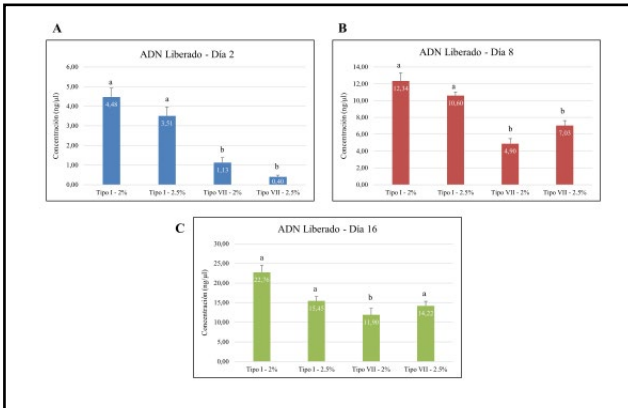 A
ADN Liberado - Día 2
Concentración (ng/µl)
6,00
5,00
4,00
3,00
2,00
1,00
0,00
a
a
b
b
4,48
3,51
1,13
0,40
Tipo I - 2%
Tipo I - 2.5%
Tipo VII - 2%
Tipo VII - 2.5%
B
ADN Liberado - Día 8
Concentración (ng/µl)
14,00
12,00
10,00
8,00
6,00
4,00
2,00
0,00
a
a
b
b
12,34
10,60
4,90
7,05
Tipo I - 2%
Tipo I - 2.5%
Tipo VII - 2%
Tipo VII - 2.5%
C
ADN Liberado - Día 16
Concentración (ng/µl)
30,00
25,00
20,00
15,00
10,00
5,00
0,00
a
a
b
a
22,76
11,90
14,22
Tipo I - 2%
Tipo I - 2.5%
Tipo VII - 2%
Tipo VII - 2.5%